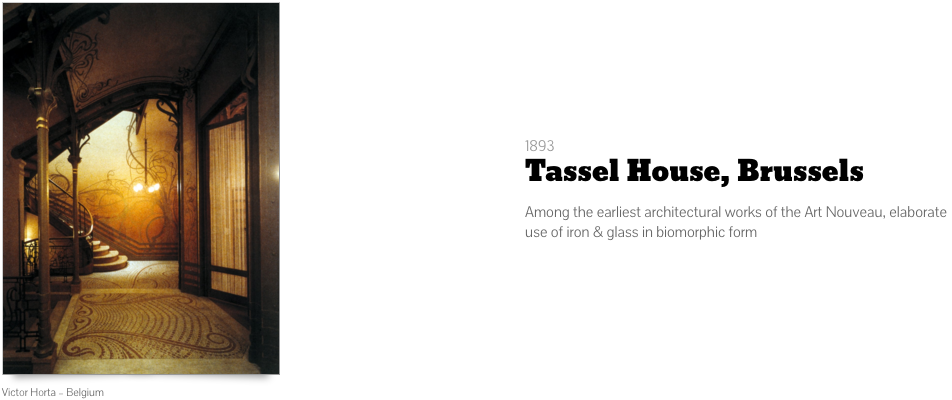 1893
Tassel House, Brussels
Among the earliest architectural works of the Art Nouveau, elaborate
use of iron & glass in biomorphic form
Victor Horta – Belgium